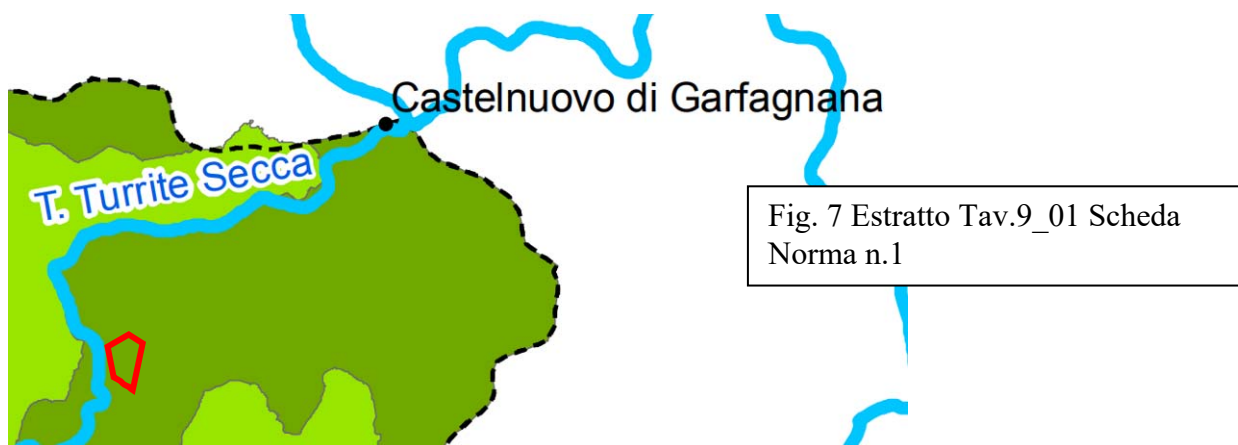 Castelnuovo di Garfagnana
T. Turrite Secca
Fig. 7 Estratto Tav.9_01 Scheda
Norma n.1